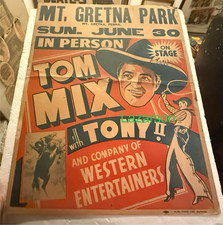 MT. GRETNA PARK
SUN. JUNE 30
IN PERSON
ON STAGE
TOM
MIX
with TONY II
AND COMPANY OF
WESTERN
ENTERTAINERS